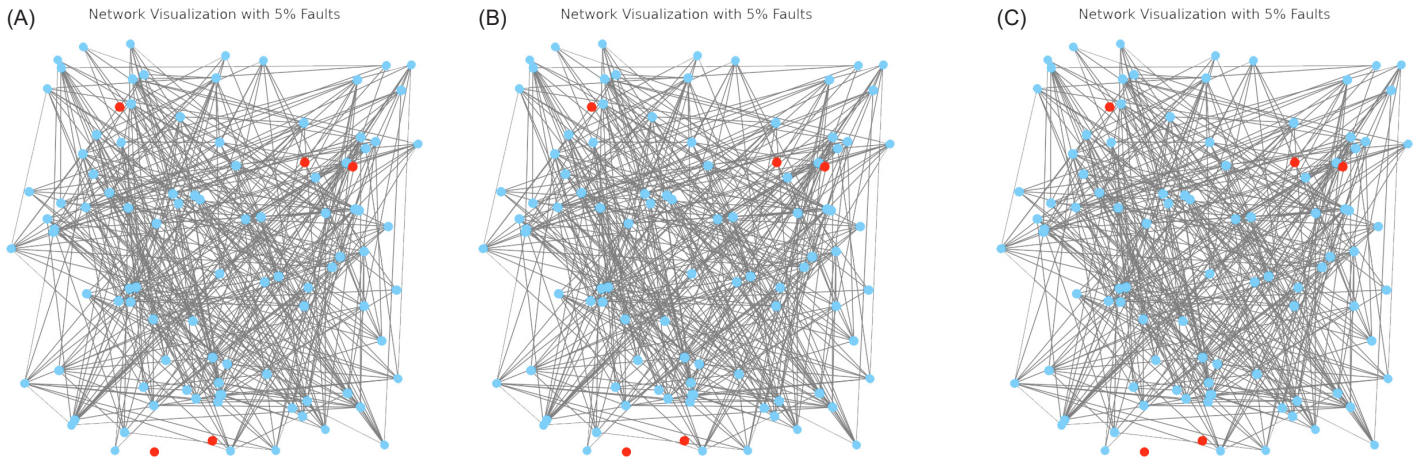 (A)
Network Visualization with 5% Faults
(B)
Network Visualization with 5% Faults
(C)
Network Visualization with 5% Faults